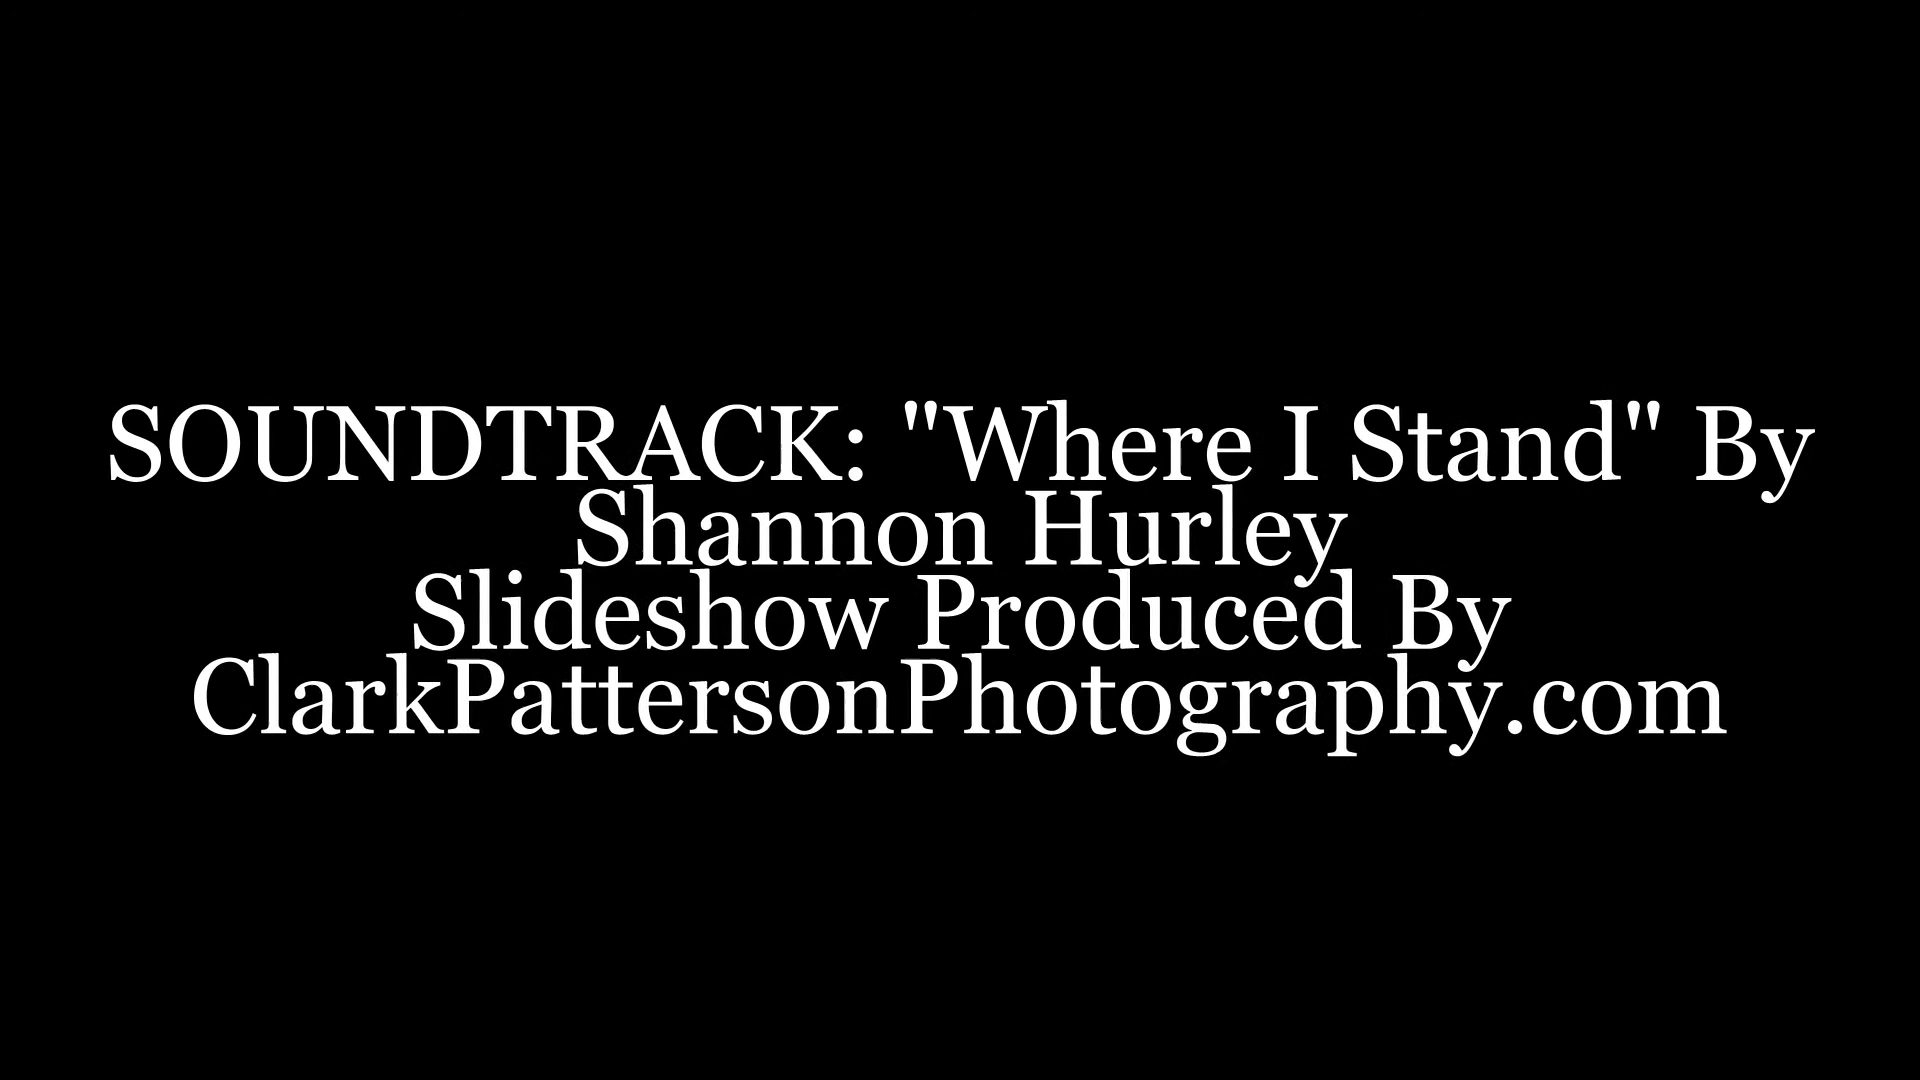 SOUNDTRACK: "Where I Stand" By
Shannon Hurley
Slideshow Produced By
ClarkPattersonPhotography.com